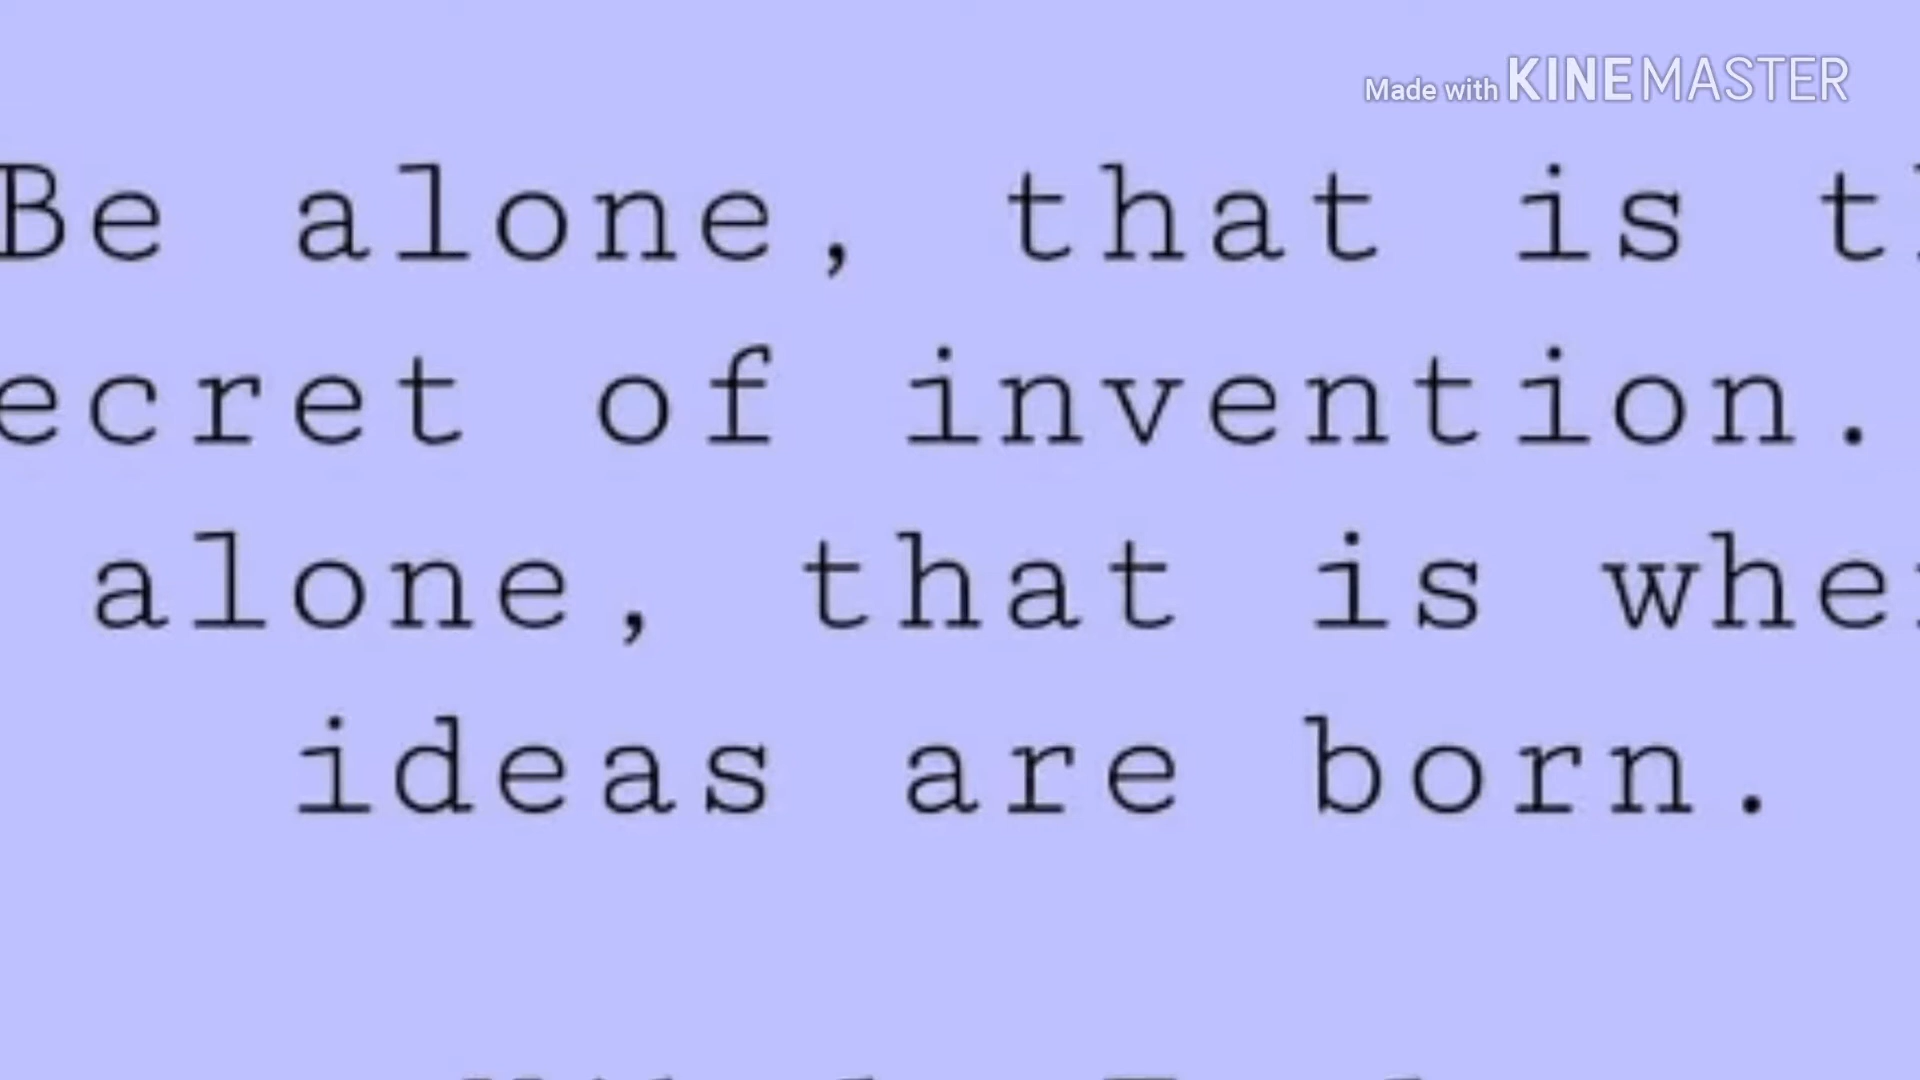 Made with KINEMASTER
Be alone, that is t
ecret of invention.
alone, that is whe
ideas are born.